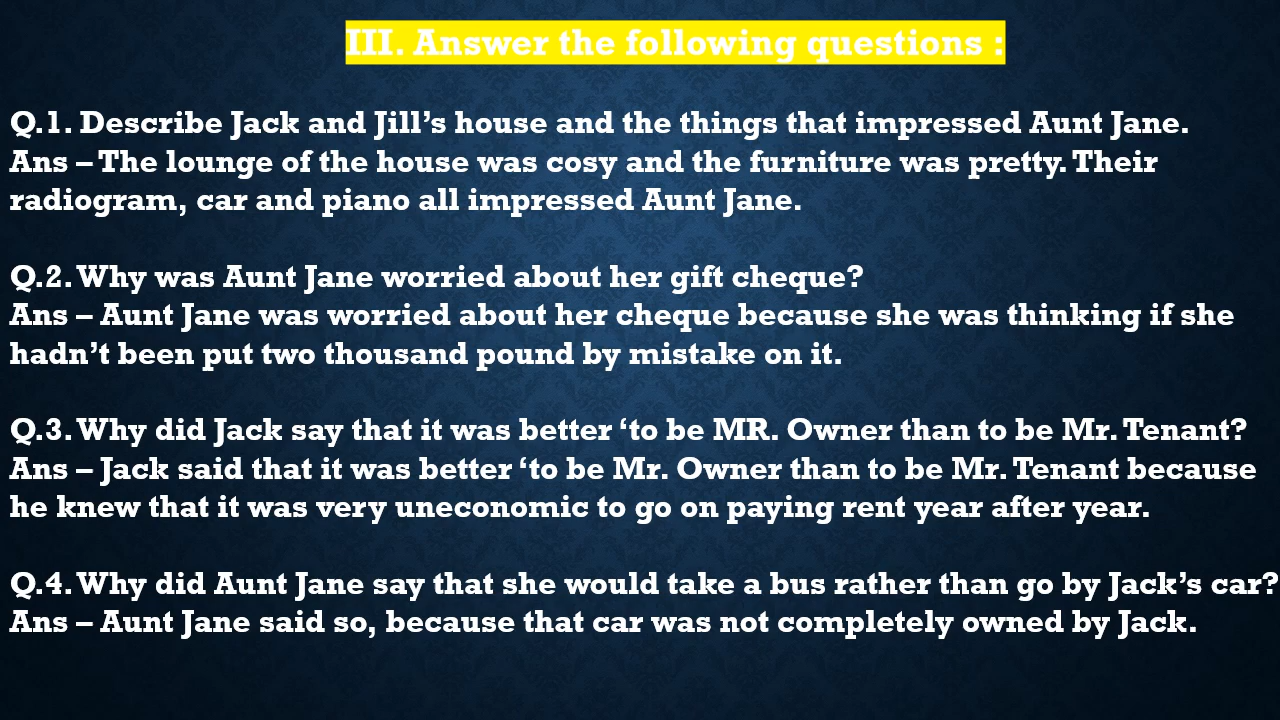 III. Answer the following questions :
Q.1. Describe Jack and Jill’s house and the things that impressed Aunt Jane.
Ans – The lounge of the house was cosy and the furniture was pretty. Their
radiogram, car and piano all impressed Aunt Jane.
Q.2. Why was Aunt Jane worried about her gift cheque?
Ans – Aunt Jane was worried about her cheque because she was thinking if she
hadn’t been put two thousand pound by mistake on it.
Q.3. Why did Jack say that it was better ‘to be MR. Owner than to be Mr. Tenant?
Ans – Jack said that it was better ‘to be Mr. Owner than to be Mr. Tenant because
he knew that it was very uneconomic to go on paying rent year after year.
Q.4. Why did Aunt Jane say that she would take a bus rather than go by Jack’s car?
Ans – Aunt Jane said so, because that car was not completely owned by Jack.